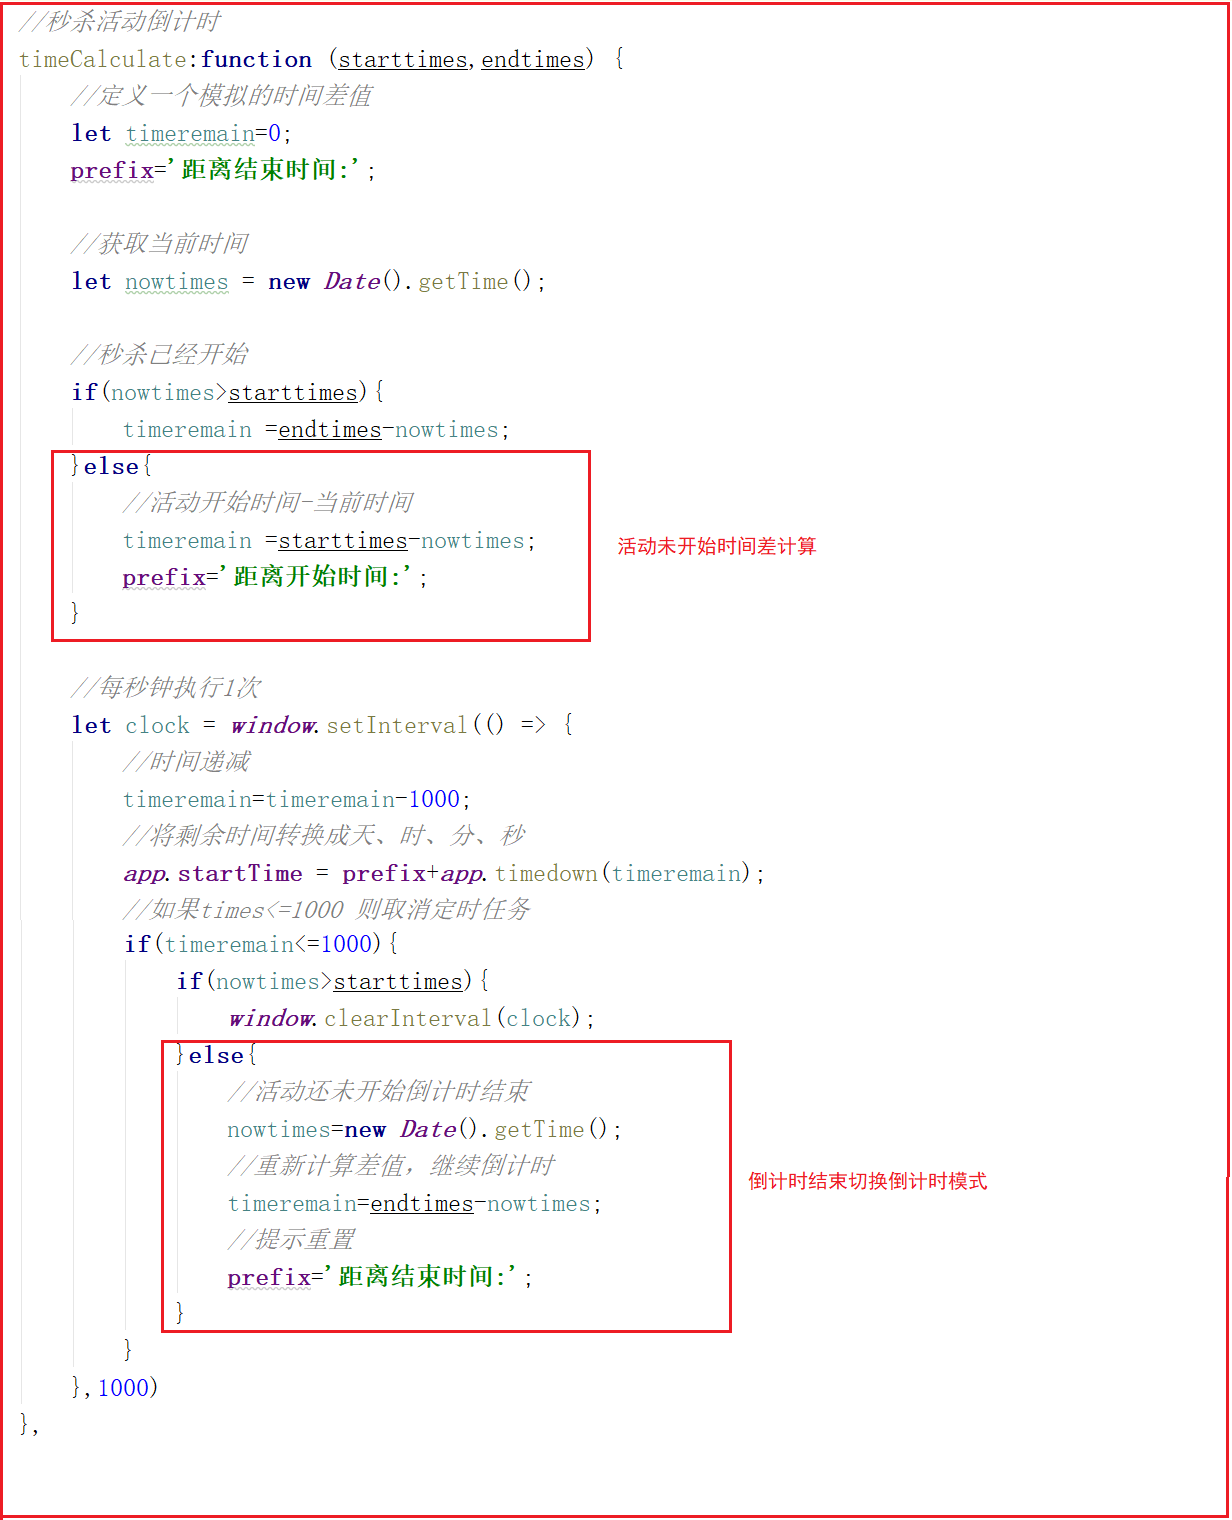 //秒杀活动倒计时
timeCalculate:function (starttimes,endtimes) {
//定义一个模拟的时间差值
let timeremain=0;
prefix='距离结束时间:';
//获取当前时间
let nowtimes = new Date().getTime();
//秒杀已经开始
if(nowtimes>starttimes){
timeremain =endtimes-nowtimes;
}else{
//活动开始时间-当前时间
timeremain =starttimes-nowtimes;
活动未开始时间差计算
prefix='距离开始时间:';
}
//每秒钟执行1次
let clock = window.setInterval(() => {
//时间递减
timeremain=timeremain-1000;
//将剩余时间转换成天、时、分、秒
app.startTime = prefix+app.timedown(timeremain);
//如果times<=1000 则取消定时任务
if(timeremain<=1000){
if(nowtimes>starttimes){
window.clearInterval(clock);
}else{
//活动还未开始倒计时结束
nowtimes=new Date().getTime();
//重新计算差值，继续倒计时
倒计时结束切换倒计时模式
timeremain=endtimes-nowtimes;
//提示重置
prefix='距离结束时间:';
}
}
},1000)
},